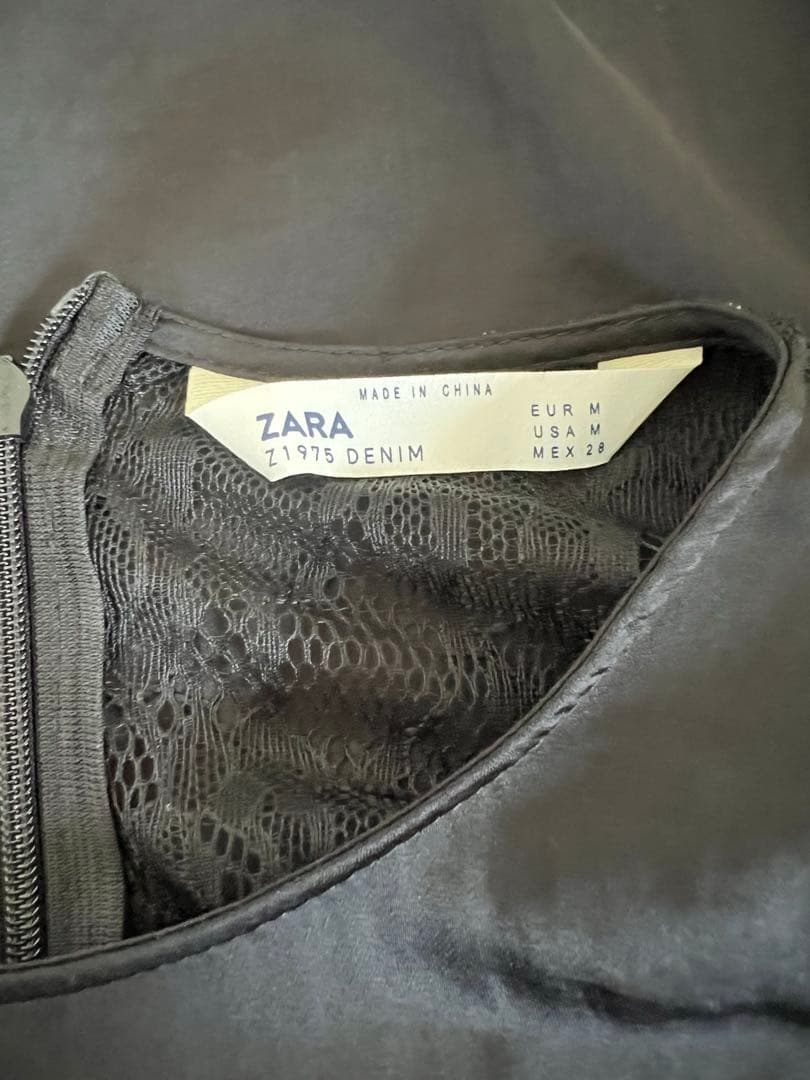 MADE IN CHINA
ZARA
Z1975 DENIM
EUR M
USA M
MEX 28